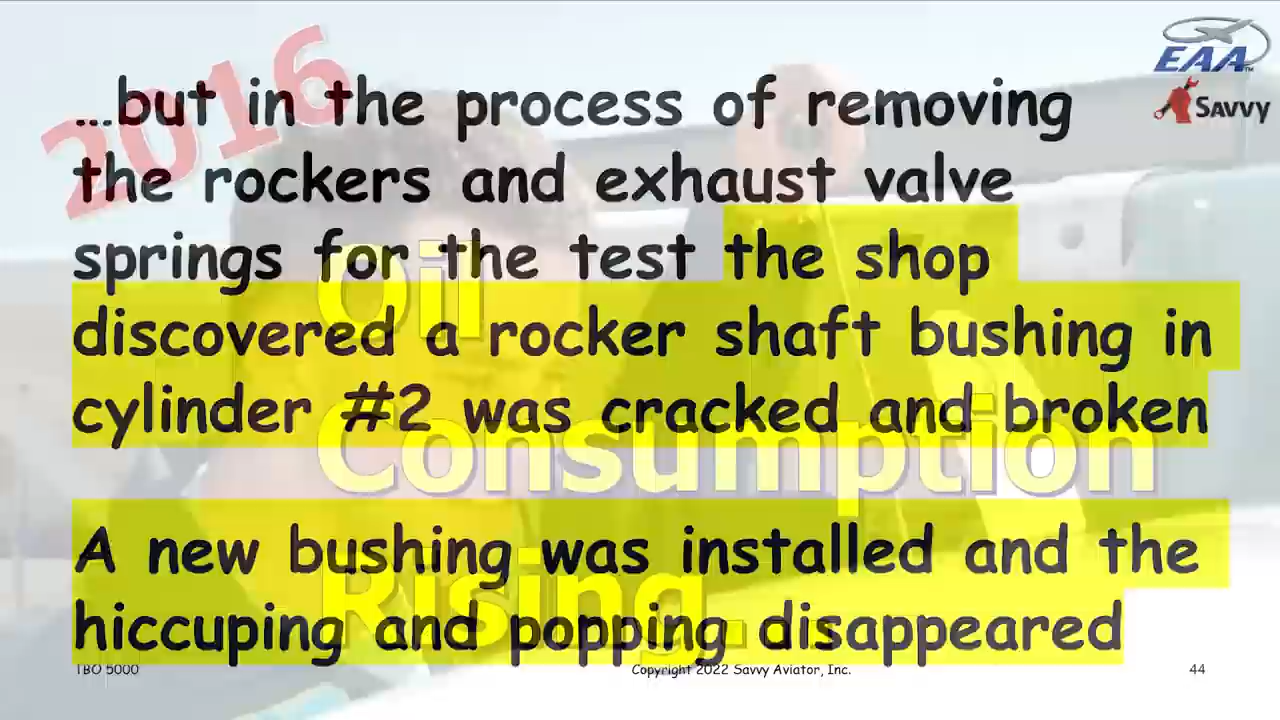 2016
EAA
SAVVY
...but in the process of removing
the rockers and exhaust valve
springs for the test the shop
discovered a rocker shaft bushing in
cylinder #2 was cracked and broken
A new bushing was installed and the
hiccuping and popping disappeared
Oil
Consumption
Rising.
TBO 5000
Copyright 2022 Savvy Aviator, Inc.
44